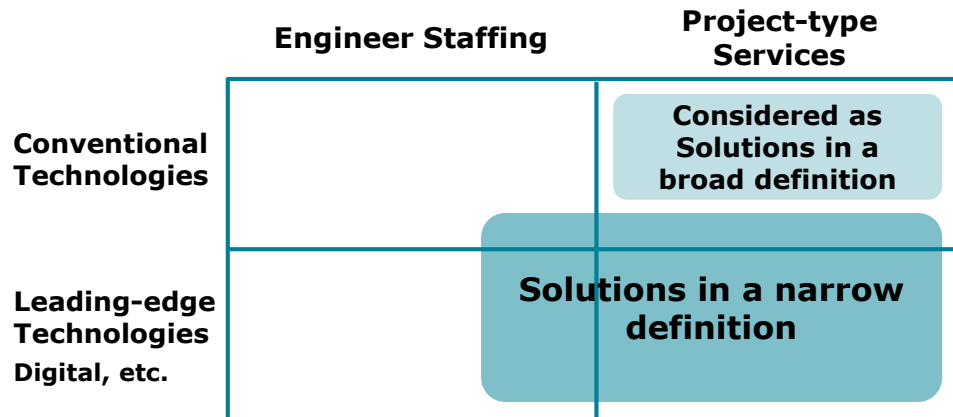 Engineer Staffing
Project-type
Services
Conventional
Technologies
Considered as
Solutions in a
broad definition
Leading-edge
Technologies
Digital, etc.
Solutions in a narrow
definition